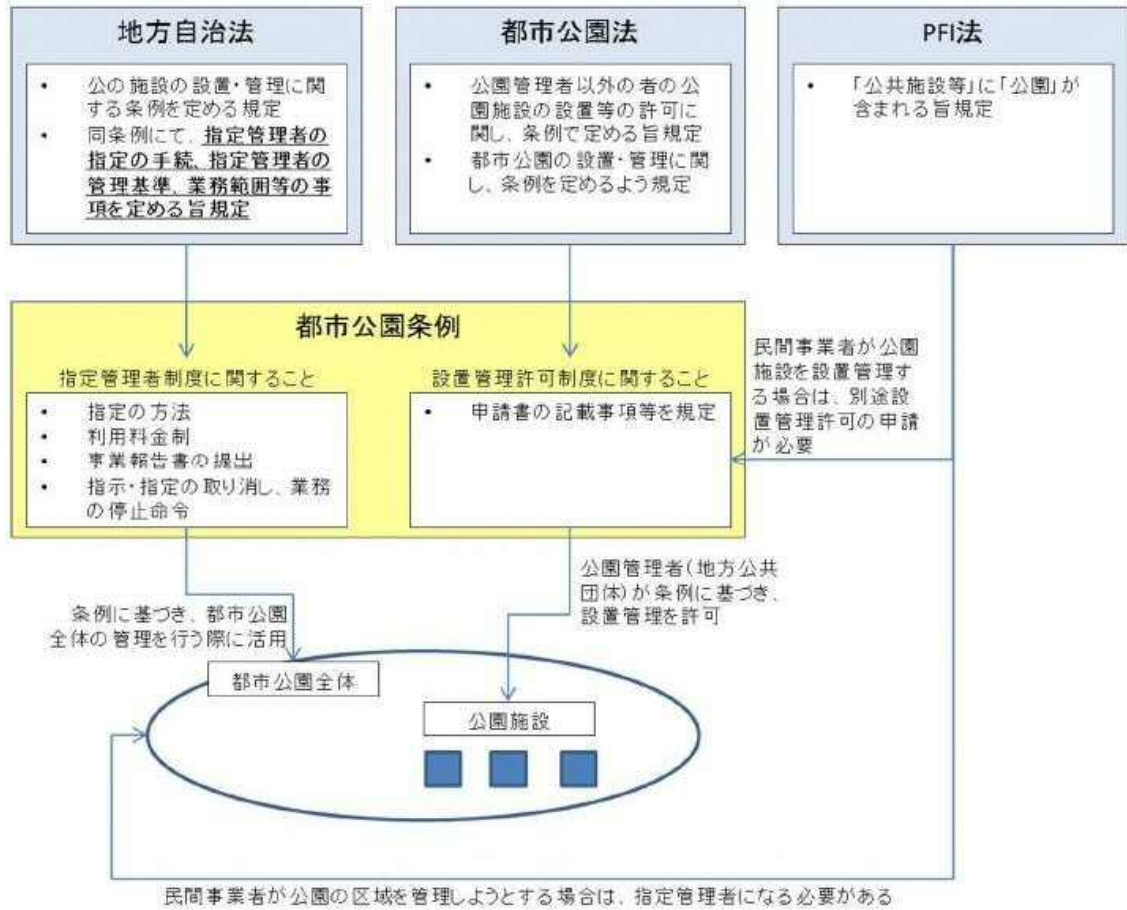 地方自治法
• 公の施設の設置・管理に関
する条例を定める規定
• 同条例にて、指定管理者の
指定の手続、指定管理者の
管理基準、業務範囲等の事
項を定める旨規定
都市公園法
• 公園管理者以外の者の公
園施設の設置等の許可に
関し、条例で定める旨規定
• 都市公園の設置・管理に関
し、条例を定めるよう規定
PFI法
• 「公共施設等」に「公園」が
含まれる旨規定
都市公園条例
指定管理者制度に関すること
• 指定の方法
• 利用料金制
• 事業報告書の提出
• 指示・指定の取り消し、業務
の停止命令
設置管理許可制度に関すること
• 申請書の記載事項等を規定
民間事業者が公園
施設を設置管理す
る場合は、別途設
置管理許可の申請
が必要
条例に基づき、都市公園
全体の管理を行う際に活用
公園管理者(地方公共
団体)が条例に基づき、
設置管理を許可
都市公園全体
公園施設
民間事業者が公園の区域を管理しようとする場合は、指定管理者になる必要がある